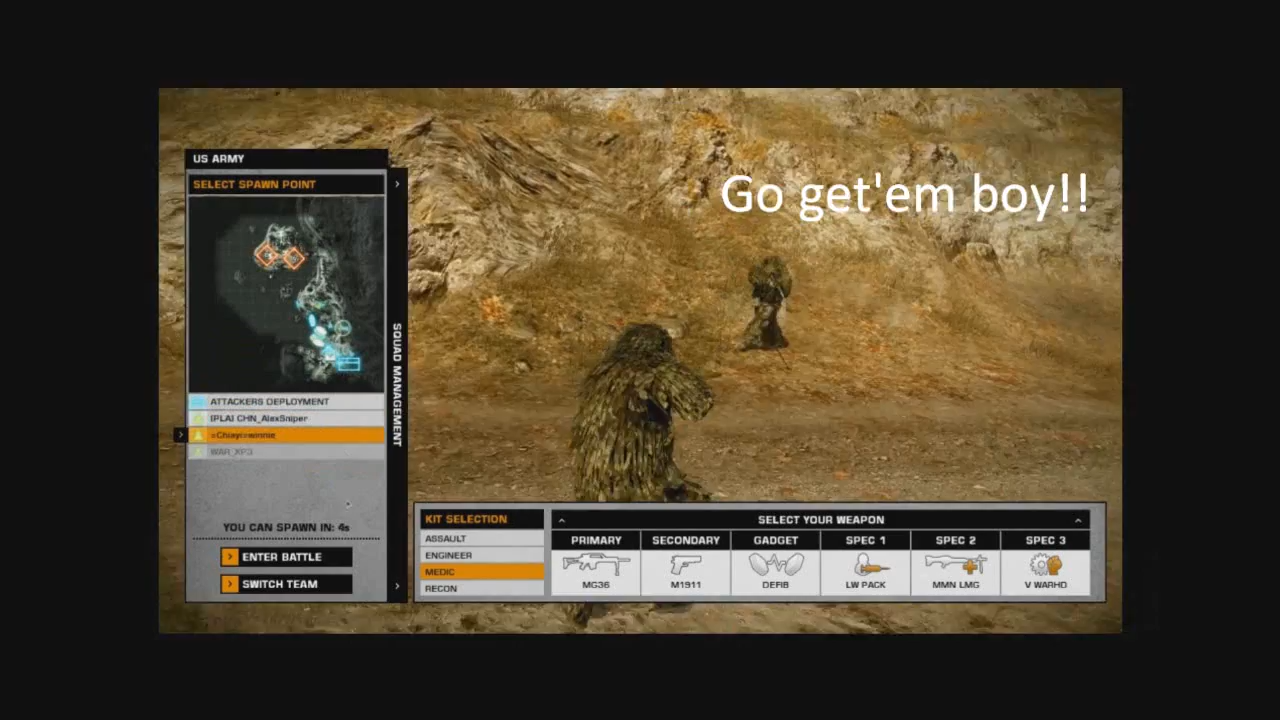 US ARMY
SELECT SPAWN POINT
Go get'em boy!!
SQUAD MANAGEMENT
ATTACKERS DEPLOYMENT
[PLA] CHN_AlexSniper
WAR_XP3
YOU CAN SPAWN IN: 4s
ENTER BATTLE
SWITCH TEAM
KIT SELECTION
ASSAULT
ENGINEER
MEDIC
RECON
SELECT YOUR WEAPON
PRIMARY SECONDARY GADGET SPEC 1 SPEC 2 SPEC 3
MG36 M1911 DEFIB LW PACK MMN LMG V WARHD